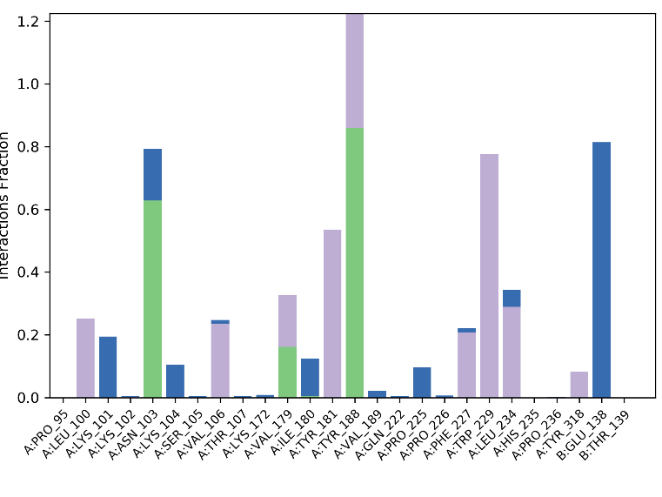 1.2
1.0
0.8
0.6
0.4
0.2
0.0
Interactions Fraction
A:PRO_95
A:LEU_100
A:LYS_101
A:LYS_102
A:ASN_103
A:LYS_104
A:SER_105
A:VAL_106
A:THR_107
A:LYS_172
A:VAL_179
A:ILE_180
A:TYR_181
A:TYR_188
A:VAL_189
A:GLN_222
A:PRO_225
A:PRO_226
A:PHE_227
A:TRP_229
A:LEU_234
A:HIS_235
A:PRO_236
A:TYR_318
B:GLU_138
B:THR_139